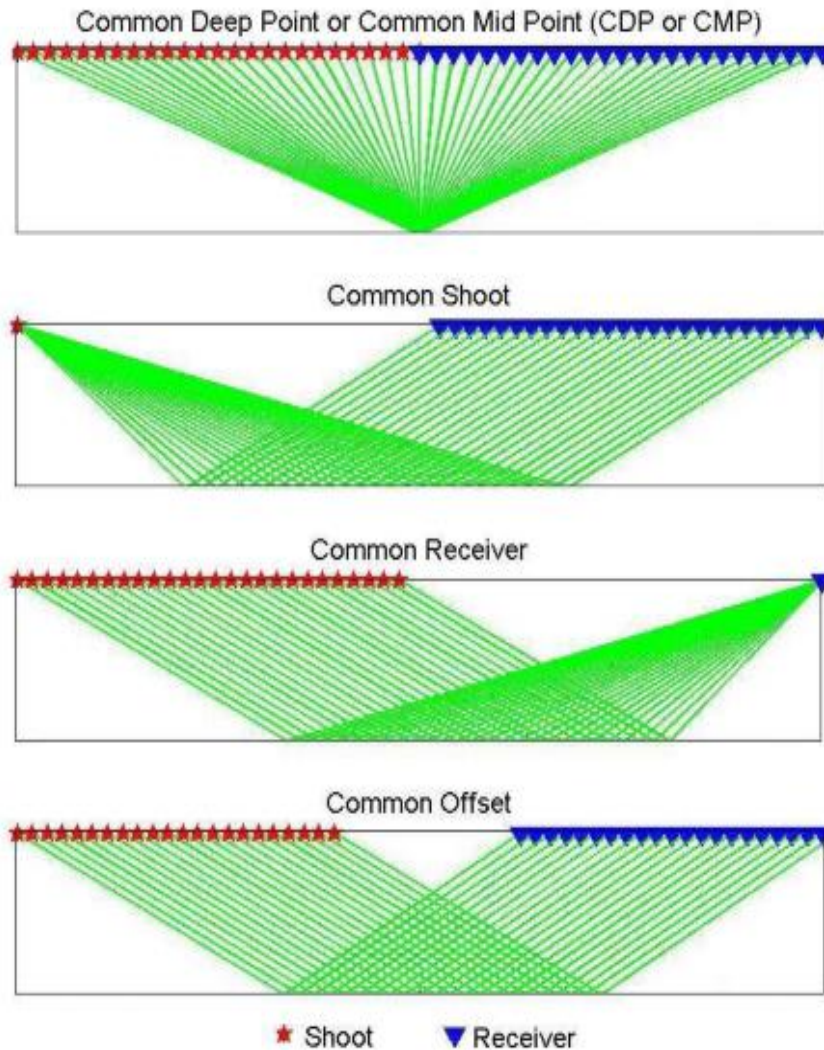 Common Deep Point or Common Mid Point (CDP or CMP)
Common Shoot
Common Receiver
Common Offset
Shoot Receiver